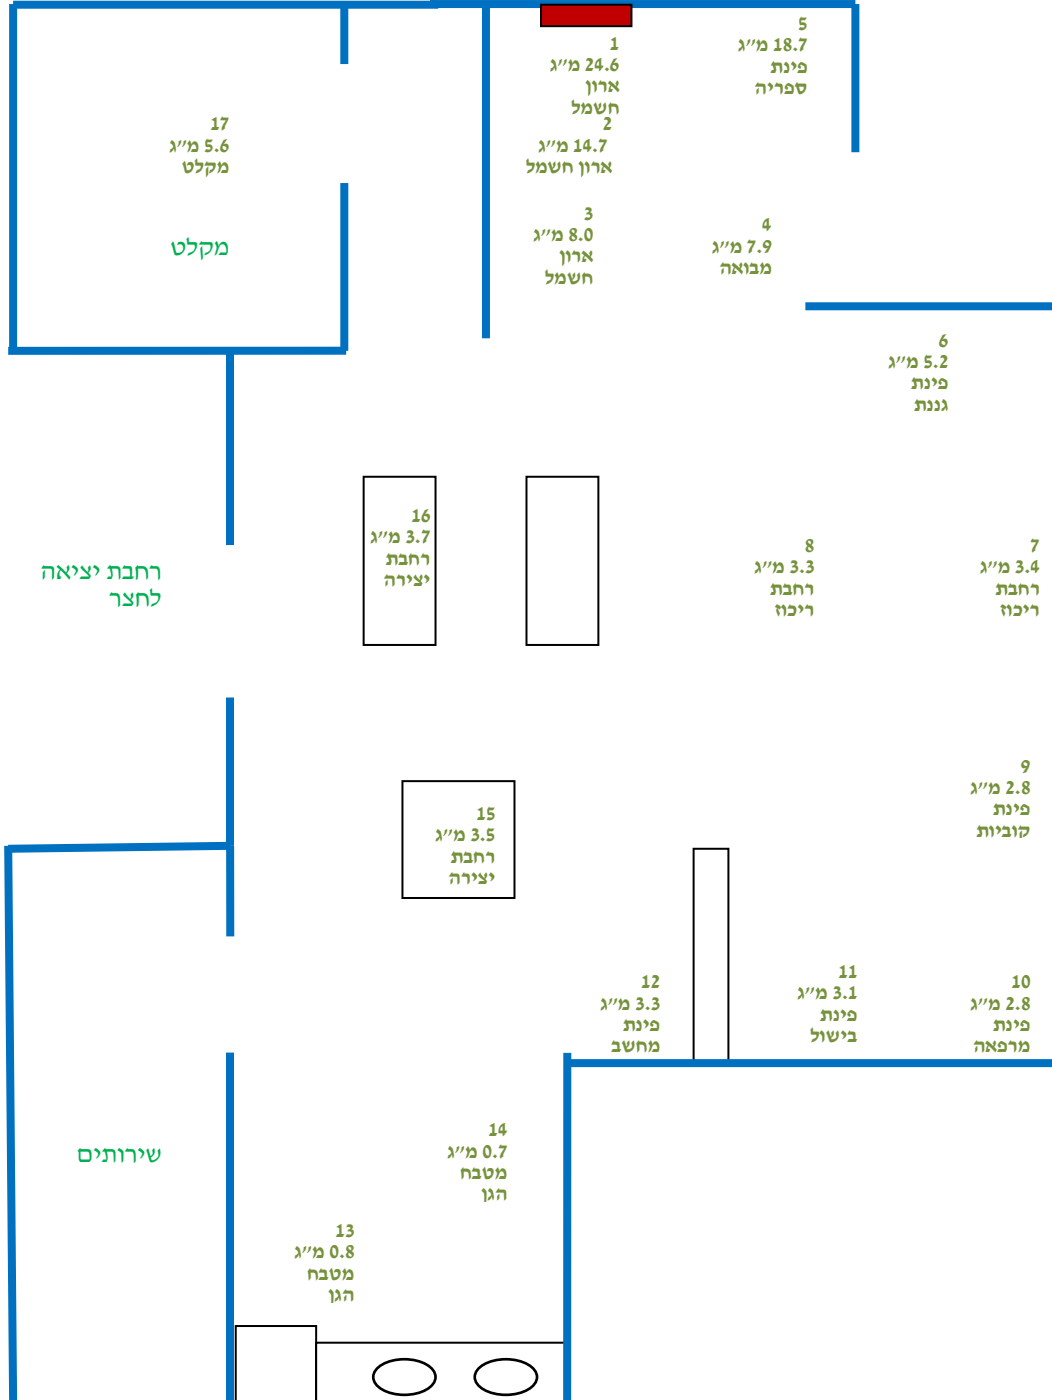 1
24.6 מ״ג
ארון
חשמל
2
14.7 מ״ג
ארון חשמל
3
8.0 מ״ג
ארון
חשמל
4
7.9 מ״ג
מבואה
5
18.7 מ״ג
פינת
ספריה
6
5.2 מ״ג
פינת
גננת
7
3.4 מ״ג
רחבת
ריכוז
8
3.3 מ״ג
רחבת
ריכוז
9
2.8 מ״ג
פינת
קוביות
10
2.8 מ״ג
פינת
מרפאה
11
3.1 מ״ג
פינת
בישול
12
3.3 מ״ג
פינת
מחשב
13
0.8 מ״ג
מטבח
הגן
14
0.7 מ״ג
מטבח
הגן
15
3.5 מ״ג
רחבת
יצירה
16
3.7 מ״ג
רחבת
יצירה
17
5.6 מ״ג
מקלט
מקלט
רחבת יציאה
לחצר
שירותים